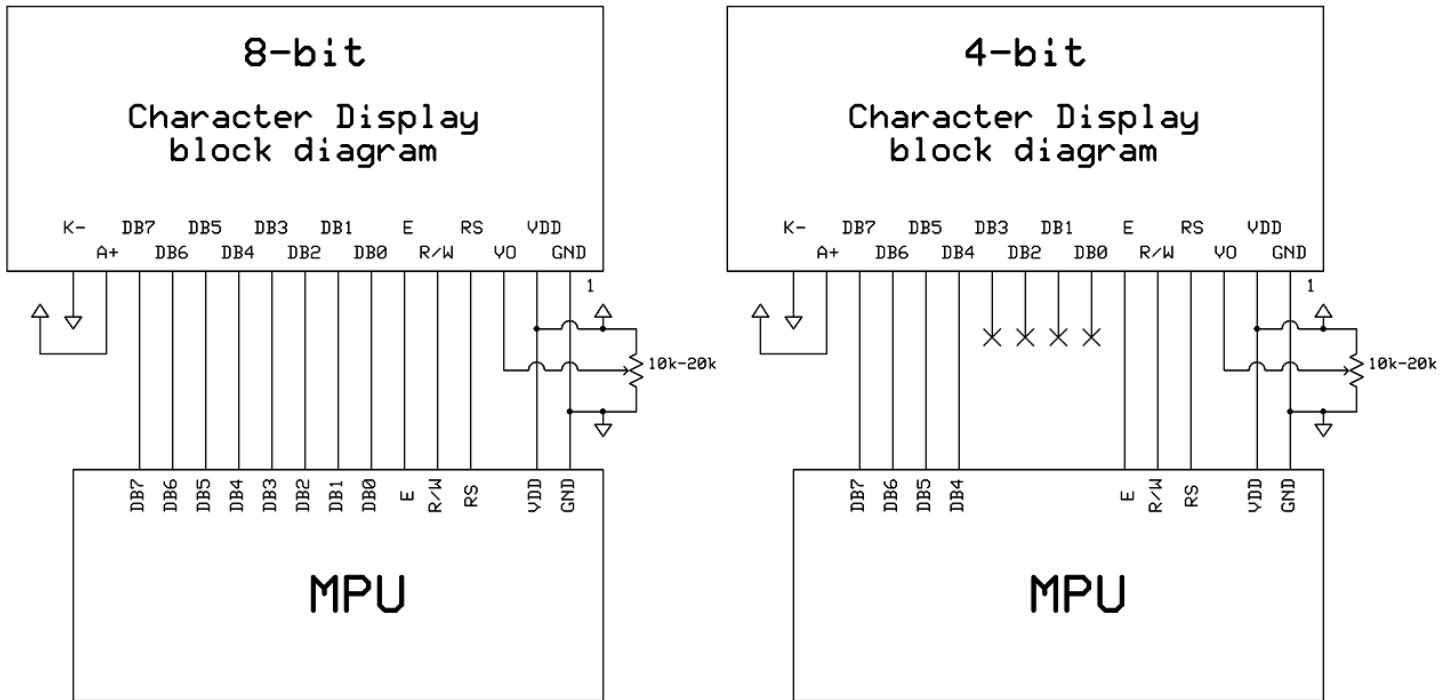 8-bit
Character Display
block diagram
K- DB7 DB5 DB3 DB1 E RS VDD
A+ DB6 DB4 DB2 DB0 R/W VO GND
1
10k-20k
DB7 DB6 DB5 DB4 DB3 DB2 DB1 DB0 E R/W RS VDD GND
MPU
4-bit
Character Display
block diagram
K- DB7 DB5 DB3 DB1 E RS VDD
A+ DB6 DB4 DB2 DB0 R/W VO GND
1
10k-20k
DB7 DB6 DB5 DB4 E R/W RS VDD GND
MPU